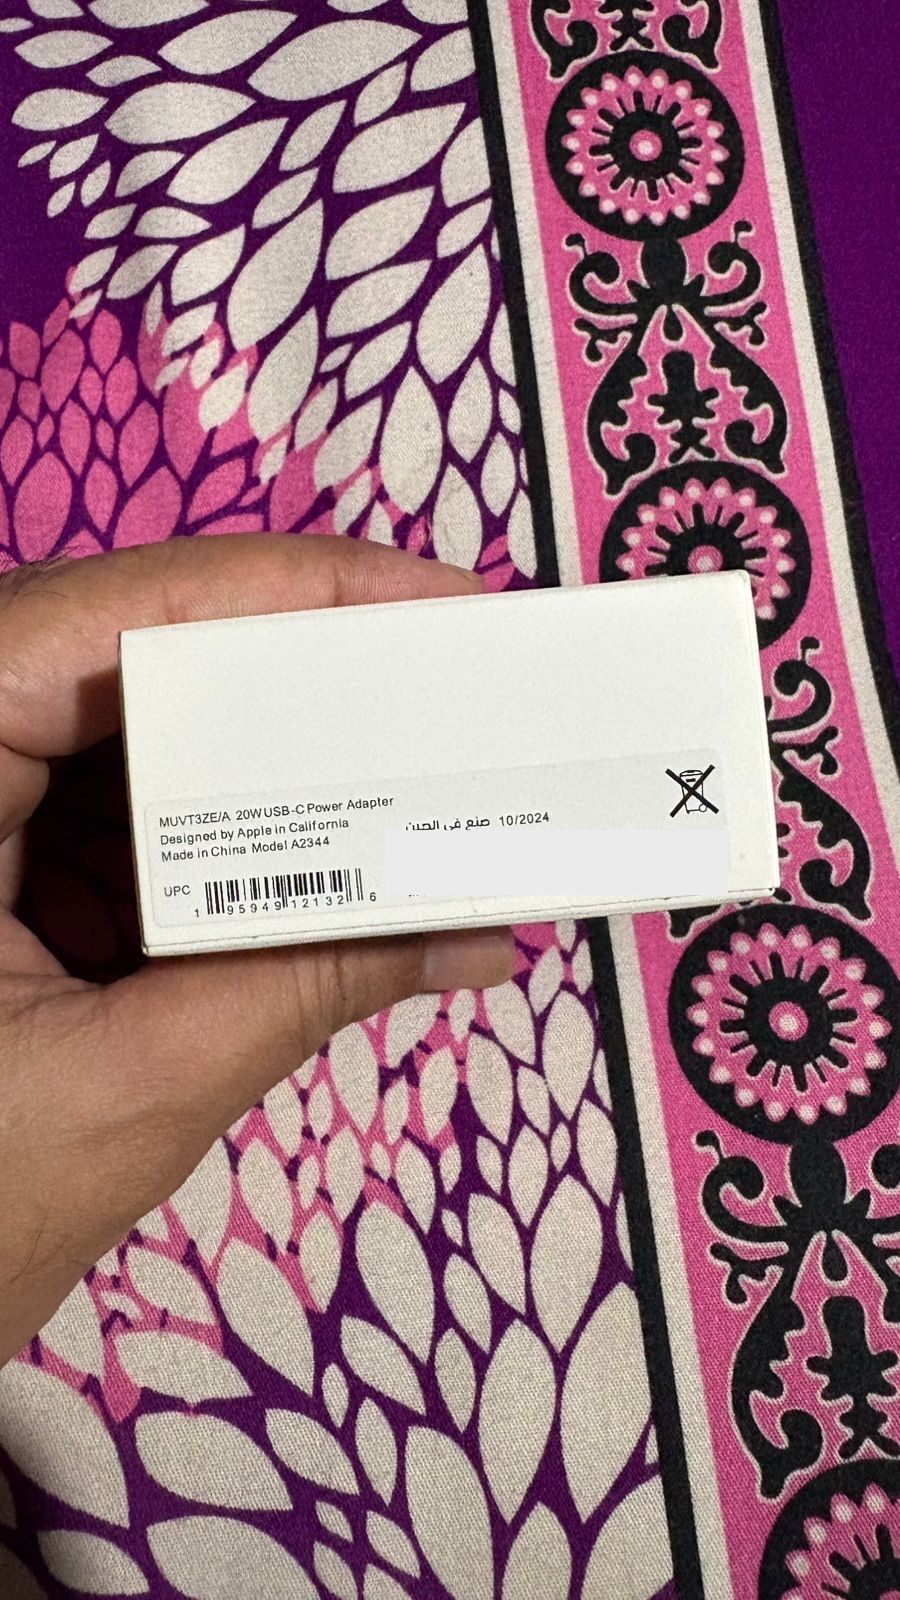 MUVT3ZE/A 20W USB-C Power Adapter
Designed by Apple in California
Made in China Model A2344
صنع في الصين 10/2024
UPC
1 95949 12132 6